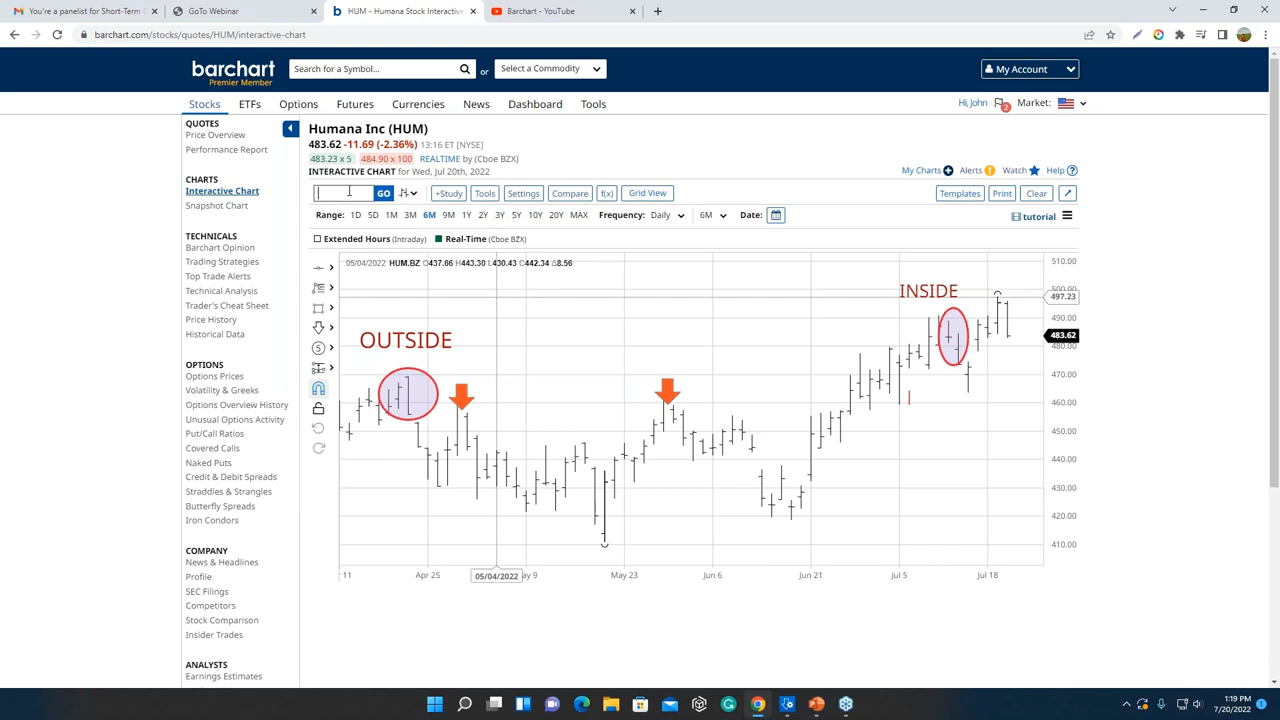 You're a panelist for Short-Term
GoTo Webinar
HUM - Humana Stock Interactive
Barchart - YouTube
barchart.com/stocks/quotes/HUM/interactive-chart
barchart
Premier Member
Search for a Symbol...
or
Select a Commodity
My Account
Stocks ETFs Options Futures Currencies News Dashboard Tools
Hi, John
2
Market:
QUOTES
Price Overview
Performance Report
CHARTS
Interactive Chart
Snapshot Chart
TECHNICALS
Barchart Opinion
Trading Strategies
Top Trade Alerts
Technical Analysis
Trader's Cheat Sheet
Price History
Historical Data
OPTIONS
Options Prices
Volatility & Greeks
Options Overview History
Unusual Options Activity
Put/Call Ratios
Covered Calls
Naked Puts
Credit & Debit Spreads
Straddles & Strangles
Butterfly Spreads
Iron Condors
COMPANY
News & Headlines
Profile
SEC Filings
Competitors
Stock Comparison
Insider Trades
ANALYSTS
Earnings Estimates
Humana Inc (HUM)
483.62 -11.69 (-2.36%) 13:16 ET [NYSE]
483.23 x 5 484.90 x 100 REALTIME by (Cboe BZX)
INTERACTIVE CHART for Wed, Jul 20th, 2022
My Charts Alerts Watch Help
GO +Study Tools Settings Compare f(x) Grid View Templates Print Clear
Range: 1D 5D 1M 3M 6M 9M 1Y 2Y 3Y 5Y 10Y 20Y MAX Frequency: Daily 6M Date:
tutorial
Extended Hours (Intraday) Real-Time (Cboe BZX)
05/04/2022 HUM.BZ O437.66 H443.30 L430.43 C442.34 Δ8.56
OUTSIDE
INSIDE
510.00
500.00
497.23
490.00
483.62
480.00
470.00
460.00
450.00
440.00
430.00
420.00
410.00
11 Apr 25 05/04/2022 May 9 May 23 Jun 6 Jun 21 Jul 5 Jul 18
1:19 PM
7/20/2022